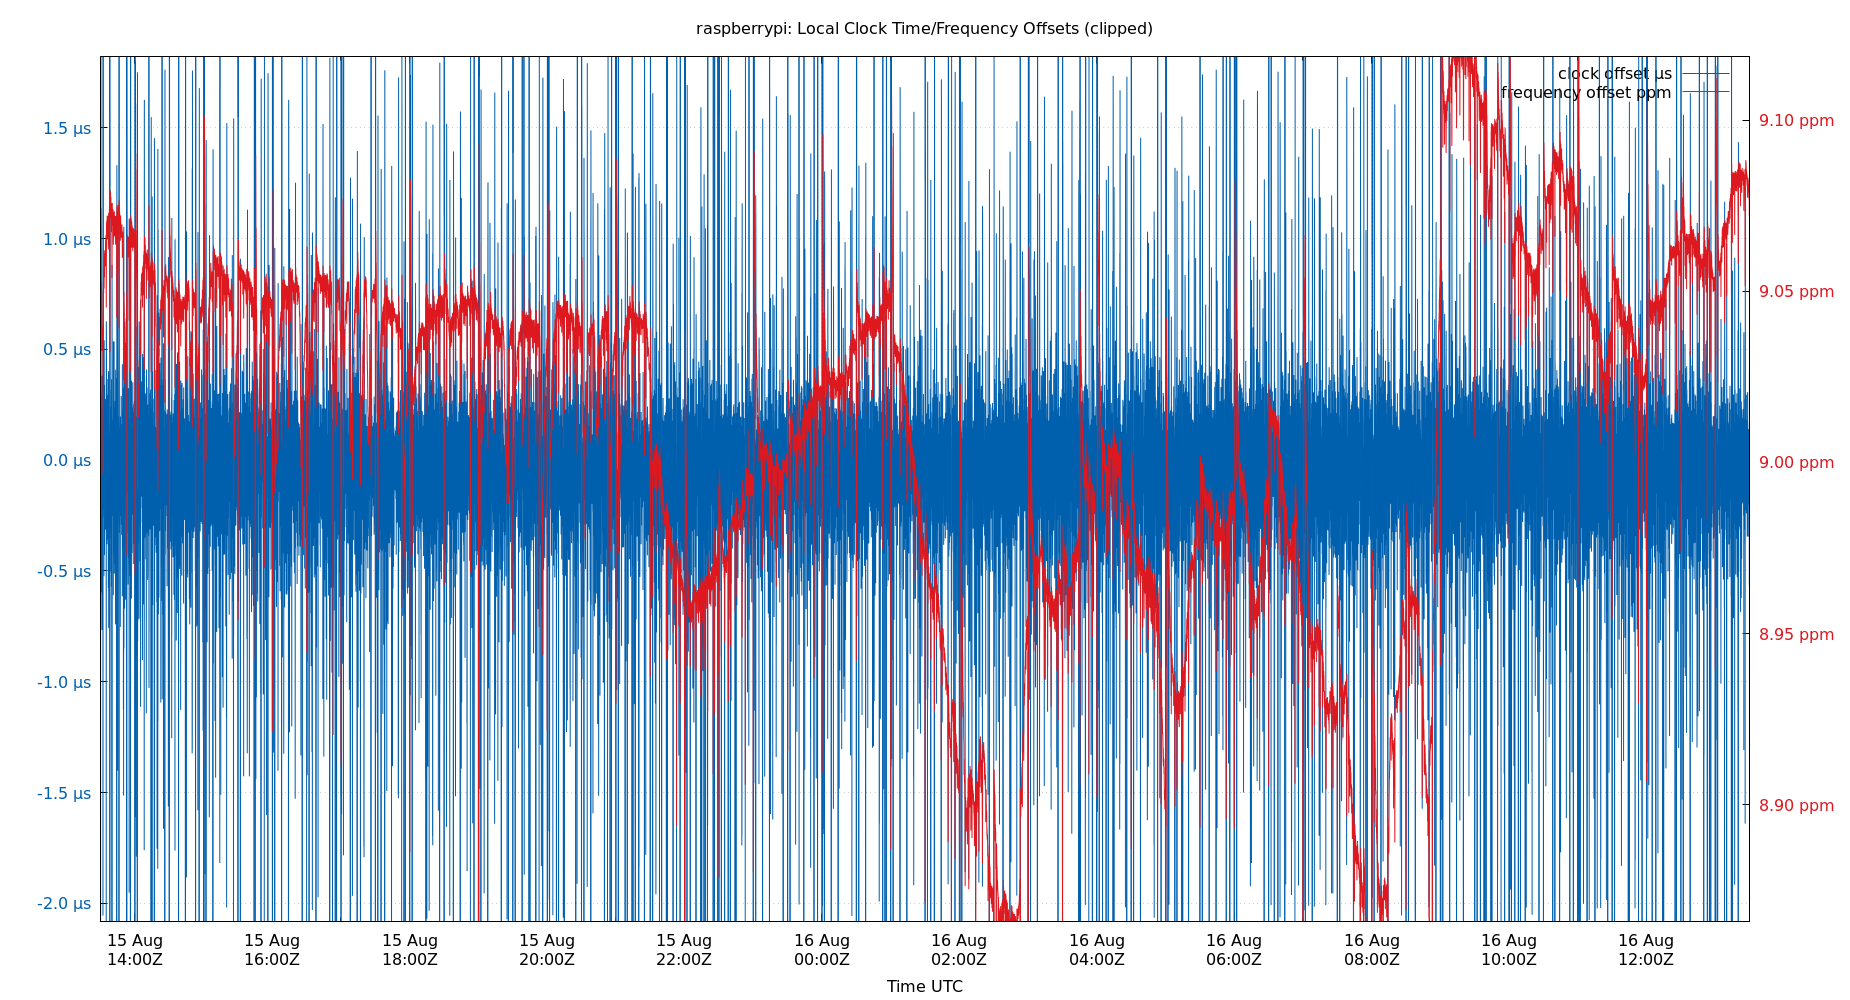 raspberrypi: Local Clock Time/Frequency Offsets (clipped)
clock offset µs
frequency offset ppm
1.5 µs
1.0 µs
0.5 µs
0.0 µs
-0.5 µs
-1.0 µs
-1.5 µs
-2.0 µs
9.10 ppm
9.05 ppm
9.00 ppm
8.95 ppm
8.90 ppm
15 Aug 15 Aug 15 Aug 15 Aug 15 Aug 16 Aug 16 Aug 16 Aug 16 Aug 16 Aug 16 Aug 16 Aug
14:00Z 16:00Z 18:00Z 20:00Z 22:00Z 00:00Z 02:00Z 04:00Z 06:00Z 08:00Z 10:00Z 12:00Z
Time UTC